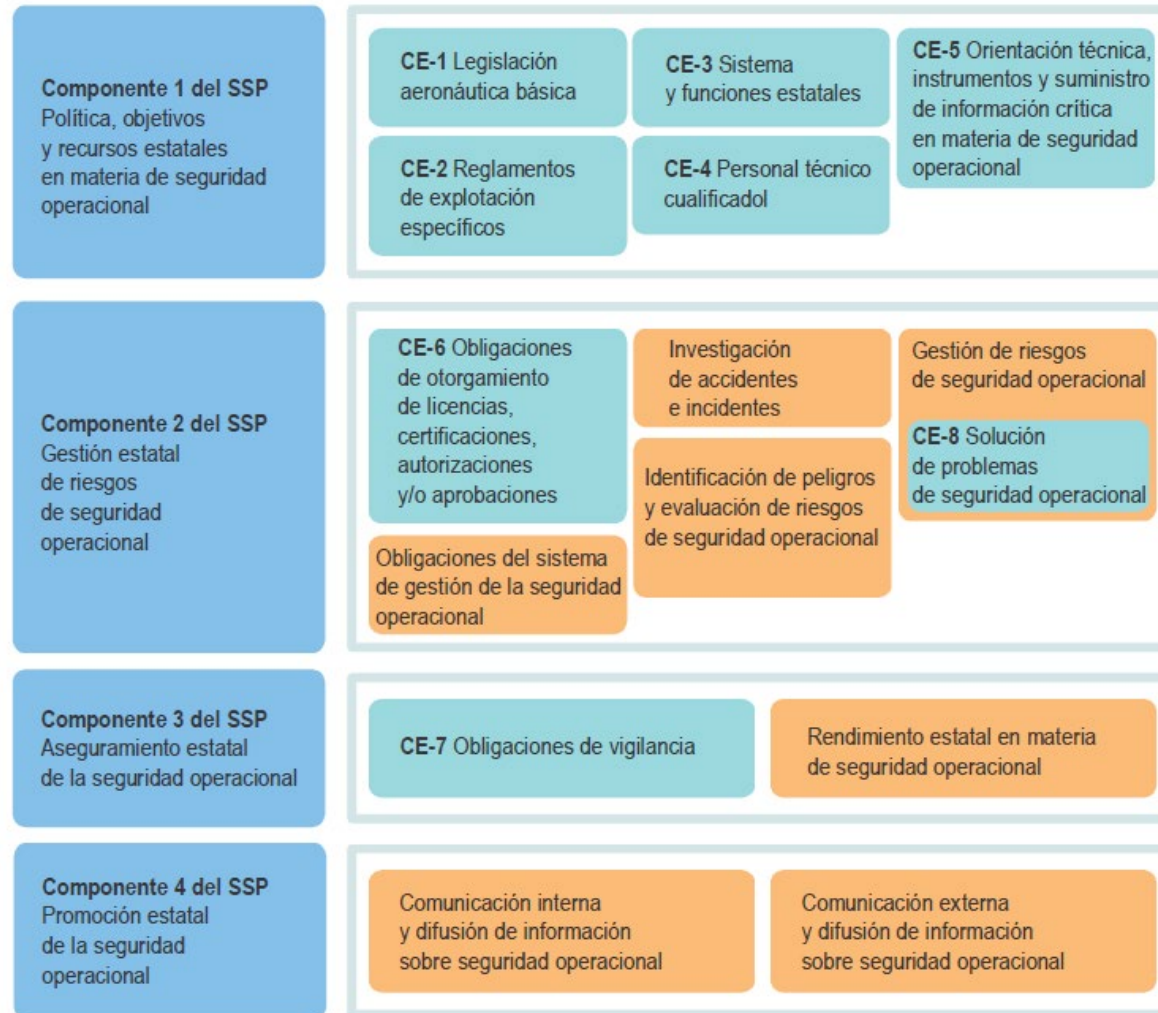 Componente 1 del SSP
Política, objetivos
y recursos estatales
en materia de seguridad
operacional
CE-1 Legislación
aeronáutica básica
CE-2 Reglamentos
de explotación
específicos
CE-3 Sistema
y funciones estatales
CE-4 Personal técnico
cualificadol
CE-5 Orientación técnica,
instrumentos y suministro
de información crítica
en materia de seguridad
operacional
Componente 2 del SSP
Gestión estatal
de riesgos
de seguridad
operacional
CE-6 Obligaciones
de otorgamiento
de licencias,
certificaciones,
autorizaciones
y/o aprobaciones
Obligaciones del sistema
de gestión de la seguridad
operacional
Investigación
de accidentes
e incidentes
Identificación de peligros
y evaluación de riesgos
de seguridad operacional
Gestión de riesgos
de seguridad operacional
CE-8 Solución
de problemas
de seguridad operacional
Componente 3 del SSP
Aseguramiento estatal
de la seguridad operacional
CE-7 Obligaciones de vigilancia
Rendimiento estatal en materia
de seguridad operacional
Componente 4 del SSP
Promoción estatal
de la seguridad
operacional
Comunicación interna
y difusión de información
sobre seguridad operacional
Comunicación externa
y difusión de información
sobre seguridad operacional